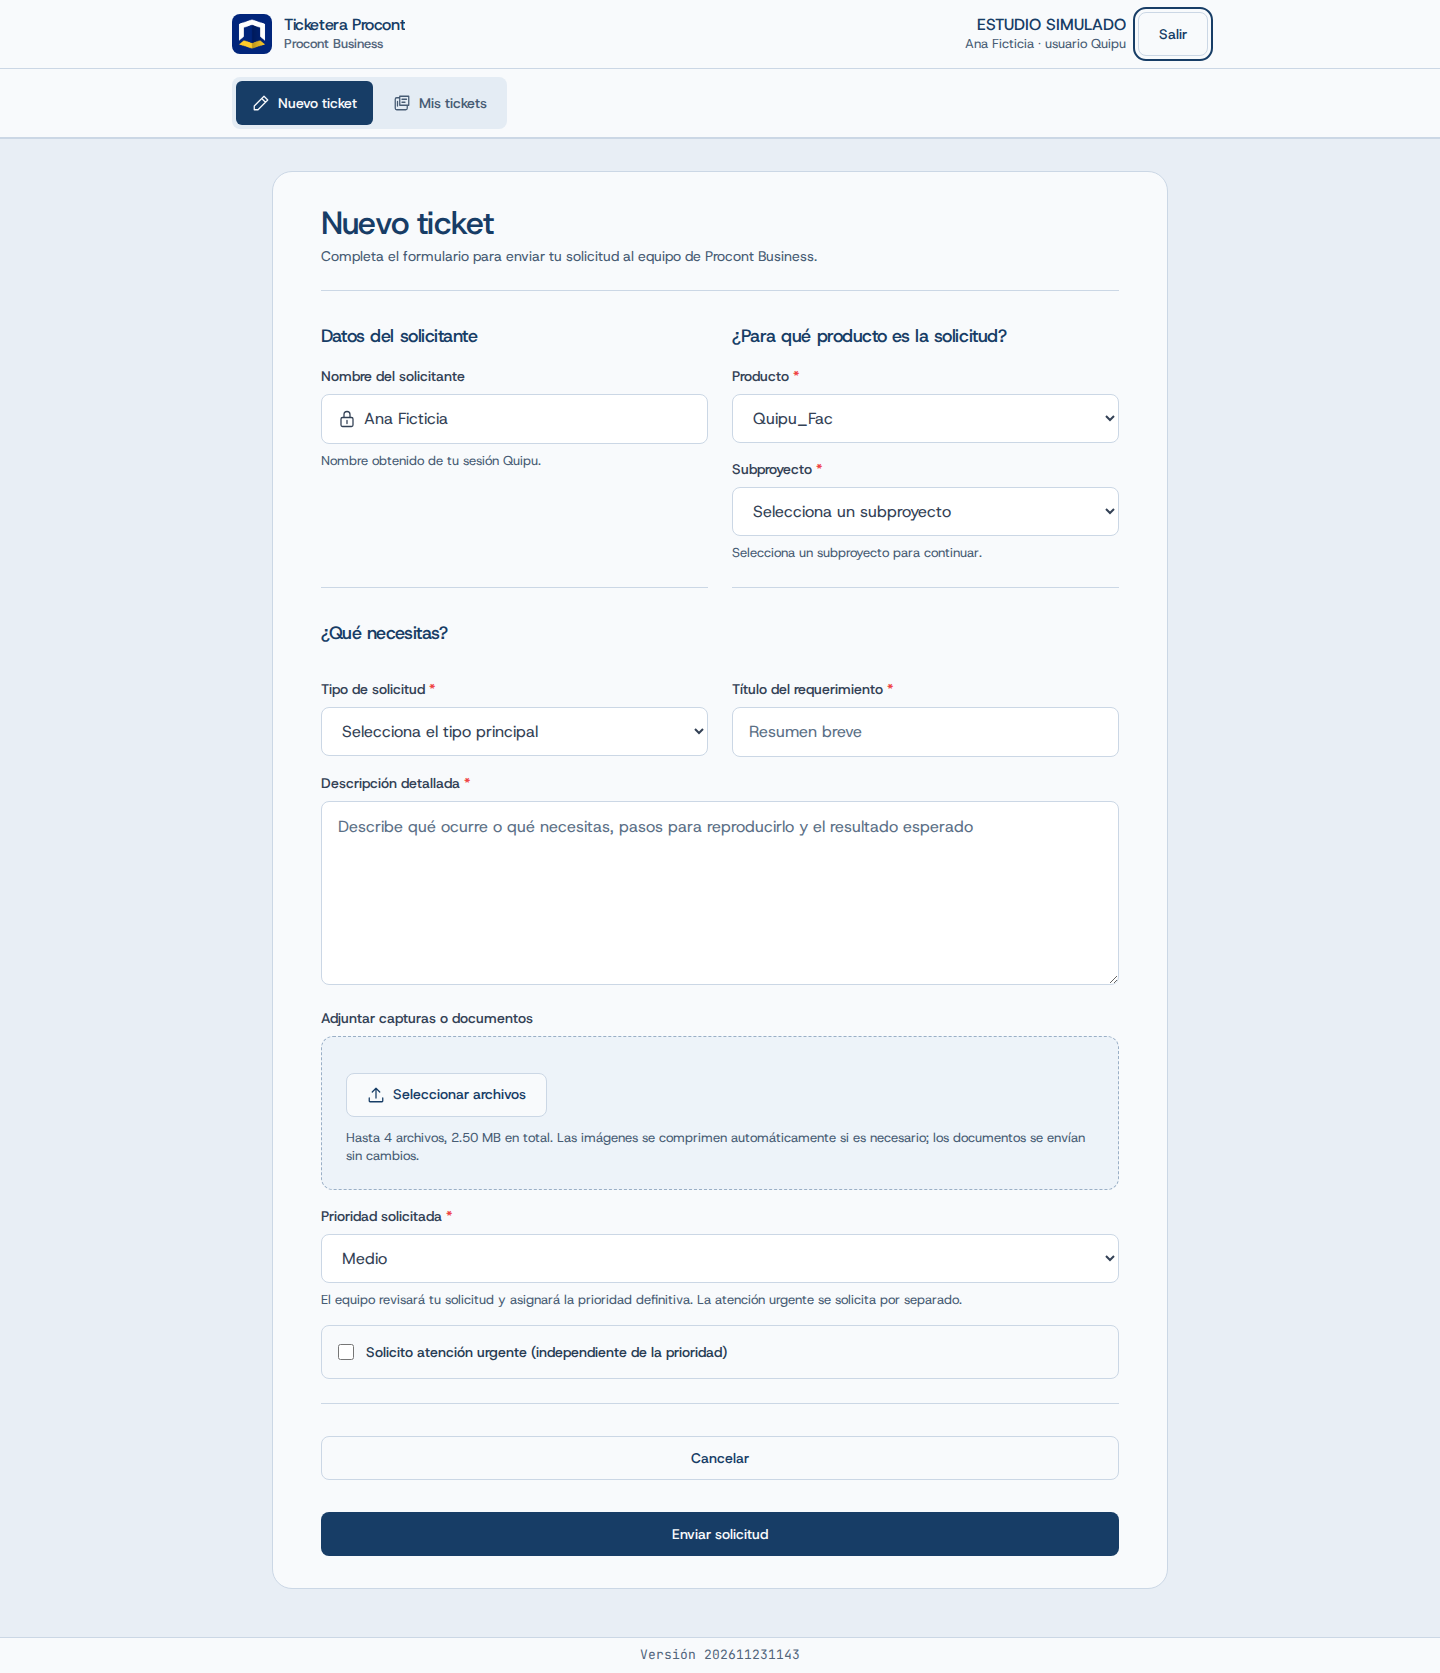 Ticketera Procont
Procont Business
ESTUDIO SIMULADO
Ana Ficticia · usuario Quipu
Salir
Nuevo ticket
Mis tickets
Nuevo ticket
Completa el formulario para enviar tu solicitud al equipo de Procont Business.
Datos del solicitante
Nombre del solicitante
Ana Ficticia
Nombre obtenido de tu sesión Quipu.
¿Para qué producto es la solicitud?
Producto *
Quipu_Fac
Subproyecto *
Selecciona un subproyecto
Selecciona un subproyecto para continuar.
¿Qué necesitas?
Tipo de solicitud *
Selecciona el tipo principal
Título del requerimiento *
Resumen breve
Descripción detallada *
Describe qué ocurre o qué necesitas, pasos para reproducirlo y el resultado esperado
Adjuntar capturas o documentos
Seleccionar archivos
Hasta 4 archivos, 2.50 MB en total. Las imágenes se comprimen automáticamente si es necesario; los documentos se envían
sin cambios.
Prioridad solicitada *
Medio
El equipo revisará tu solicitud y asignará la prioridad definitiva. La atención urgente se solicita por separado.
Solicito atención urgente (independiente de la prioridad)
Cancelar
Enviar solicitud
Versión 202611231143